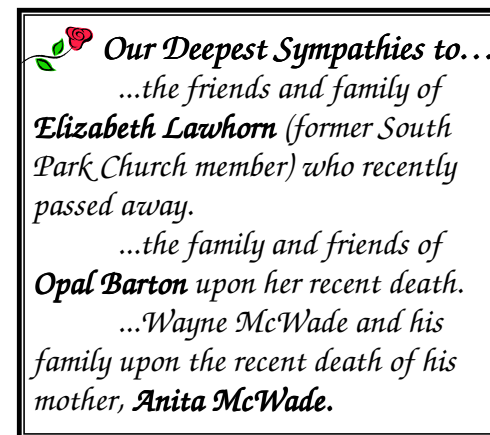 Our Deepest Sympathies to…
...the friends and family of
Elizabeth Lawhorn (former South
Park Church member) who recently
passed away.
...the family and friends of
Opal Barton upon her recent death.
...Wayne McWade and his
family upon the recent death of his
mother, Anita McWade.